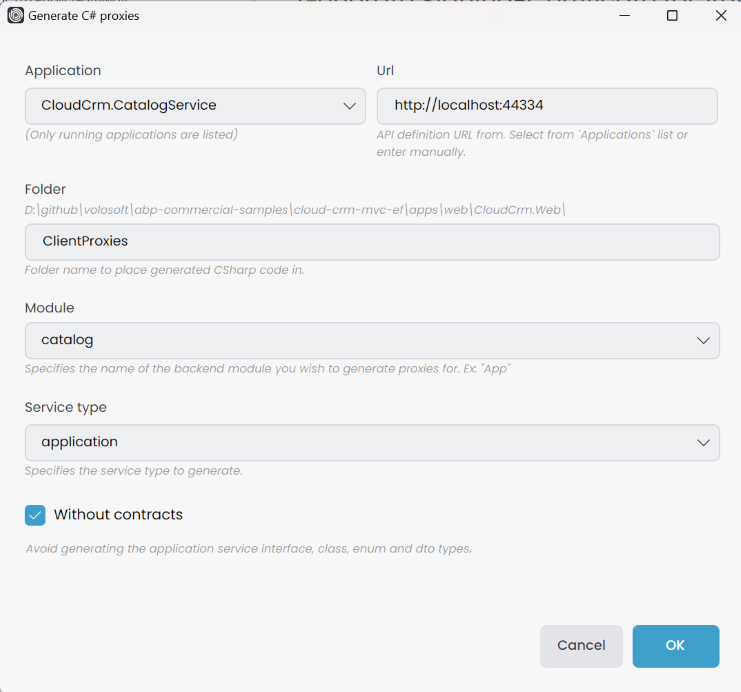 Generate C# proxies
Application
Url
CloudCrm.CatalogService
http://localhost:44334
(Only running applications are listed)
API definition URL from. Select from `Applications` list or
enter manually.
Folder
D:\github\volosoft\abp-commercial-samples\cloud-crm-mvc-ef\apps\web\CloudCrm.Web\
ClientProxies
Folder name to place generated CSharp code in.
Module
catalog
Specifies the name of the backend module you wish to generate proxies for. Ex: "App"
Service type
application
Specifies the service type to generate.
Without contracts
Avoid generating the application service interface, class, enum and dto types.
Cancel
OK